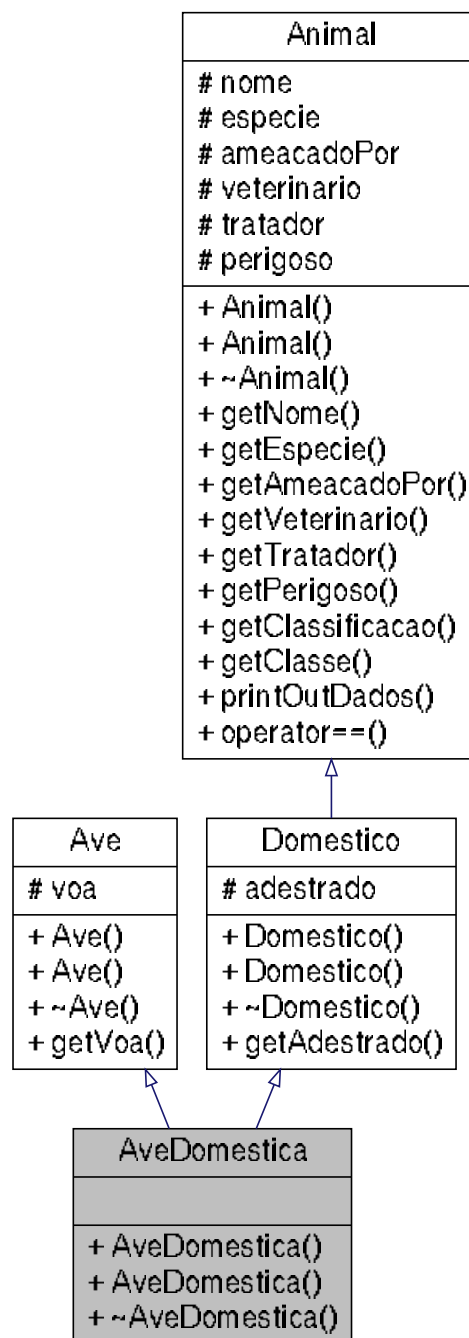 Animal
# nome
# especie
# ameacadoPor
# veterinario
# tratador
# perigoso
+ Animal()
+ Animal()
+ ~Animal()
+ getNome()
+ getEspecie()
+ getAmeacadoPor()
+ getVeterinario()
+ getTratador()
+ getPerigoso()
+ getClassificacao()
+ getClasse()
+ printOutDados()
+ operator==()
Ave
# voa
+ Ave()
+ Ave()
+ ~Ave()
+ getVoa()
Domestico
# adestrado
+ Domestico()
+ Domestico()
+ ~Domestico()
+ getAdestrado()
AveDomestica
+ AveDomestica()
+ AveDomestica()
+ ~AveDomestica()